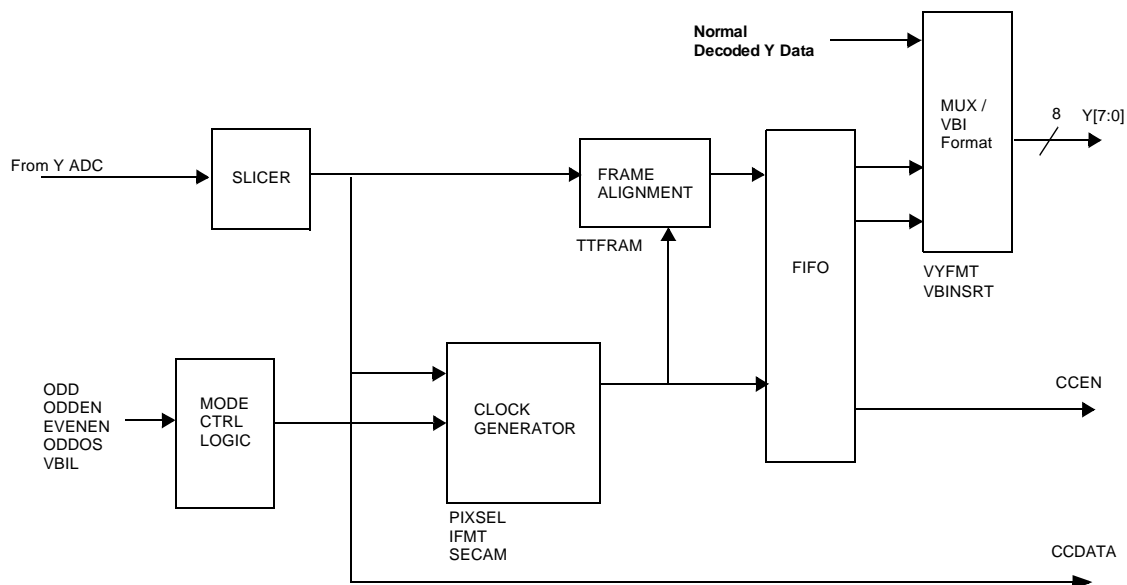 Normal
Decoded Y Data
MUX /
VBI
Format
8
Y[7:0]
From Y ADC
SLICER
FRAME
ALIGNMENT
TTFRAM
FIFO
VYFMT
VBINSRT
ODD
ODDEN
EVENEN
ODDOS
VBIL
MODE
CTRL
LOGIC
CLOCK
GENERATOR
CCEN
PIXSEL
IFMT
SECAM
CCDATA